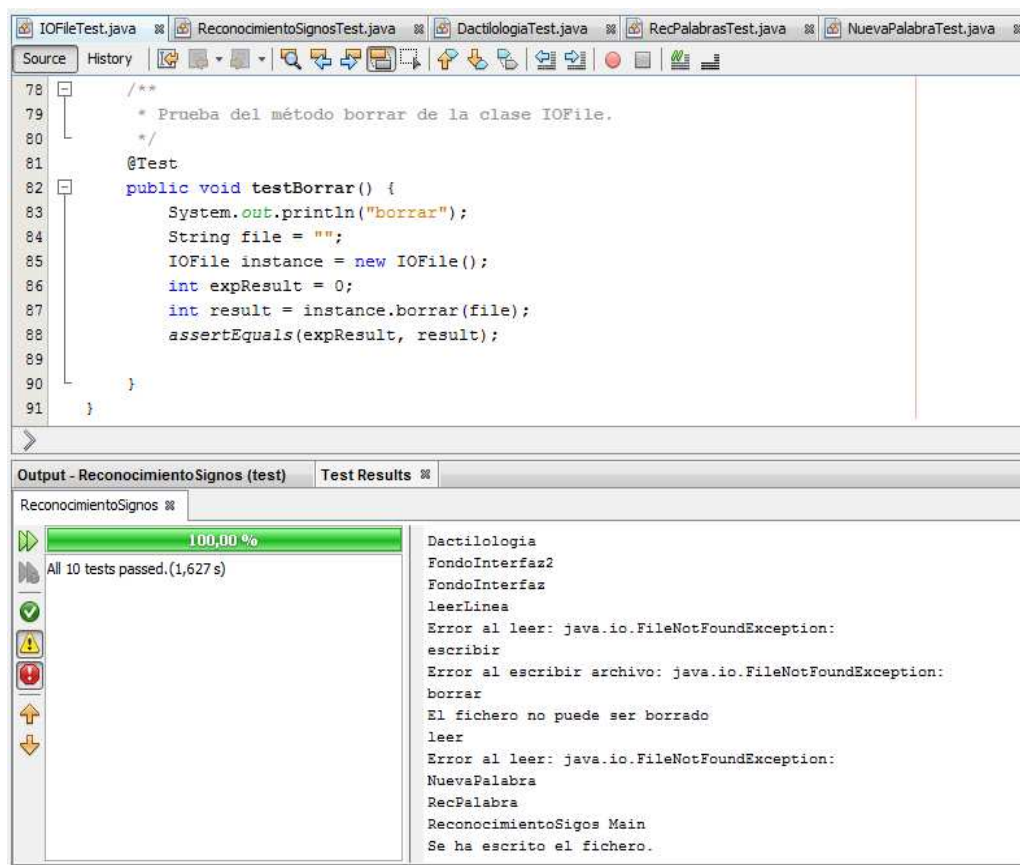 IOFileTest.java ReconocimientoSignosTest.java DactilologiaTest.java RecPalabrasTest.java NuevaPalabraTest.java
Source History
78 /**
79 * Prueba del método borrar de la clase IOFile.
80 */
81 @Test
82 public void testBorrar() {
83 System.out.println("borrar");
84 String file = "";
85 IOFile instance = new IOFile();
86 int expResult = 0;
87 int result = instance.borrar(file);
88 assertEquals(expResult, result);
89
90 }
91 }
Output - ReconocimientoSignos (test) Test Results
ReconocimientoSignos
100,00 %
All 10 tests passed.(1,627 s)
Dactilologia
FondoInterfaz2
FondoInterfaz
leerLinea
Error al leer: java.io.FileNotFoundException:
escribir
Error al escribir archivo: java.io.FileNotFoundException:
borrar
El fichero no puede ser borrado
leer
Error al leer: java.io.FileNotFoundException:
NuevaPalabra
RecPalabra
ReconocimientoSigos Main
Se ha escrito el fichero.